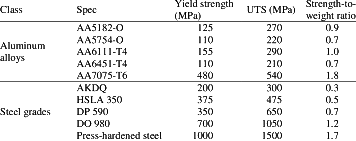 Class Spec Yield strength (MPa) UTS (MPa) Strength-to-weight ratio
Aluminum alloys
AA5182-O 125 270 0.9
AA5754-O 110 220 0.7
AA6111-T4 155 290 1.0
AA6451-T4 110 210 0.7
AA7075-T6 480 540 1.8
Steel grades
AKDQ 200 300 0.3
HSLA 350 375 475 0.5
DP 590 350 650 0.7
DO 980 700 1050 1.2
Press-hardened steel 1000 1500 1.7